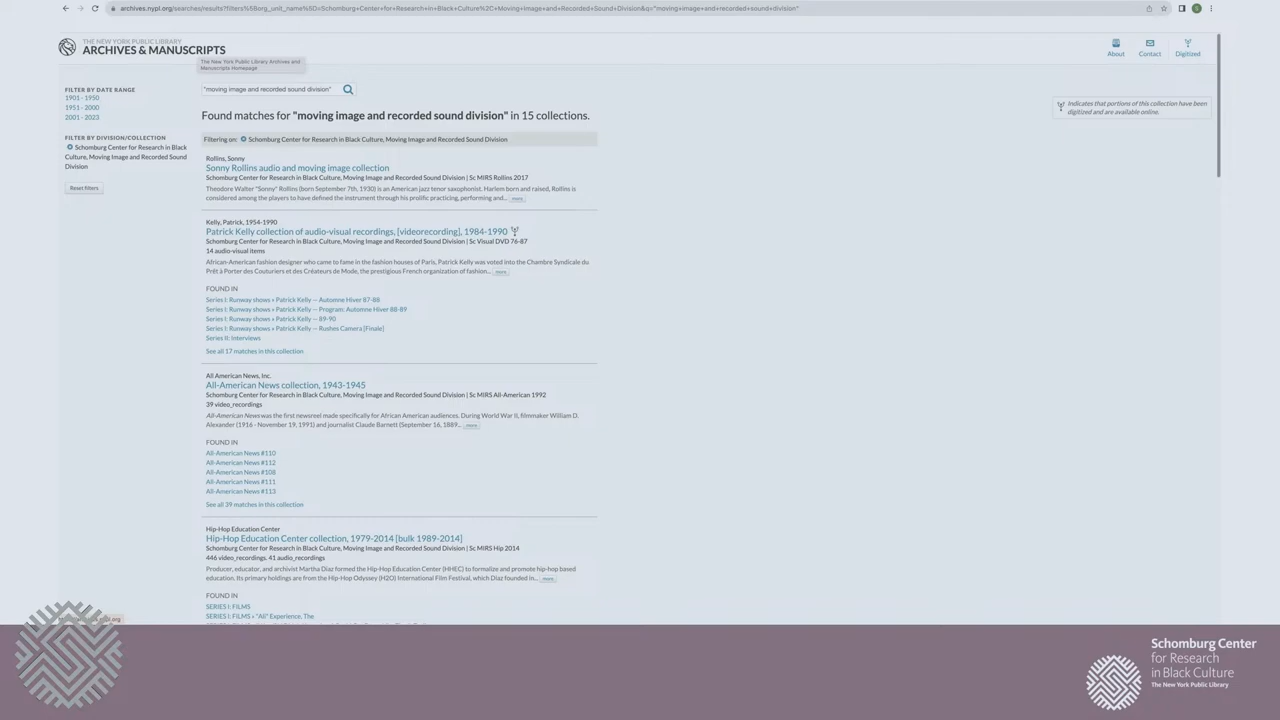 archives.nypl.org/searches/results?filters%5Borg_unit_name%5D=Schomburg+Center+for+Research+in+Black+Culture%2C+Moving+Image+and+Recorded+Sound+Division&q="moving+image+and+recorded+sound+division"
THE NEW YORK PUBLIC LIBRARY
ARCHIVES & MANUSCRIPTS
The New York Public Library Archives and
Manuscripts Homepage
About
Contact
Digitized
FILTER BY DATE RANGE
1901 - 1950
1951 - 2000
2001 - 2023
FILTER BY DIVISION/COLLECTION
Schomburg Center for Research in Black
Culture, Moving Image and Recorded Sound
Division
Reset filters
"moving image and recorded sound division"
Found matches for "moving image and recorded sound division" in 15 collections.
Indicates that portions of this collection have been
digitized and are available online.
Filtering on: Schomburg Center for Research in Black Culture, Moving Image and Recorded Sound Division
Rollins, Sonny
Sonny Rollins audio and moving image collection
Schomburg Center for Research in Black Culture, Moving Image and Recorded Sound Division | Sc MIRS Rollins 2017
Theodore Walter "Sonny" Rollins (born September 7th, 1930) is an American jazz tenor saxophonist. Harlem born and raised, Rollins is
considered among the players to have defined the instrument through his prolific practicing, performing and... more
Kelly, Patrick, 1954-1990
Patrick Kelly collection of audio-visual recordings, [videorecording], 1984-1990
Schomburg Center for Research in Black Culture, Moving Image and Recorded Sound Division | Sc Visual DVD 76-87
14 audio-visual items
African-American fashion designer who came to fame in the fashion houses of Paris, Patrick Kelly was voted into the Chambre Syndicale du
Prêt à Porter des Couturiers et des Créateurs de Mode, the prestigious French organization of fashion... more
FOUND IN
Series I: Runway shows » Patrick Kelly -- Automne Hiver 87-88
Series I: Runway shows » Patrick Kelly -- Program: Automne Hiver 88-89
Series I: Runway shows » Patrick Kelly -- 89-90
Series I: Runway shows » Patrick Kelly -- Rushes Camera [Finale]
Series II: Interviews
See all 17 matches in this collection
All American News, Inc.
All-American News collection, 1943-1945
Schomburg Center for Research in Black Culture, Moving Image and Recorded Sound Division | Sc MIRS All-American 1992
39 video_recordings
All-American News was the first newsreel made specifically for African American audiences. During World War II, filmmaker William D.
Alexander (1916 - November 19, 1991) and journalist Claude Barnett (September 16, 1889... more
FOUND IN
All-American News #110
All-American News #112
All-American News #108
All-American News #111
All-American News #113
See all 39 matches in this collection
Hip-Hop Education Center
Hip-Hop Education Center collection, 1979-2014 [bulk 1989-2014]
Schomburg Center for Research in Black Culture, Moving Image and Recorded Sound Division | Sc MIRS Hip 2014
446 video_recordings. 41 audio_recordings
Producer, educator, and archivist Martha Diaz formed the Hip-Hop Education Center (HHEC) to formalize and promote hip-hop based
education. Its primary holdings are from the Hip-Hop Odyssey (H2O) International Film Festival, which Diaz founded in... more
FOUND IN
SERIES I: FILMS
SERIES I: FILMS » "Ali" Experience. The
Schomburg Center
for Research
in Black Culture
The New York Public Library